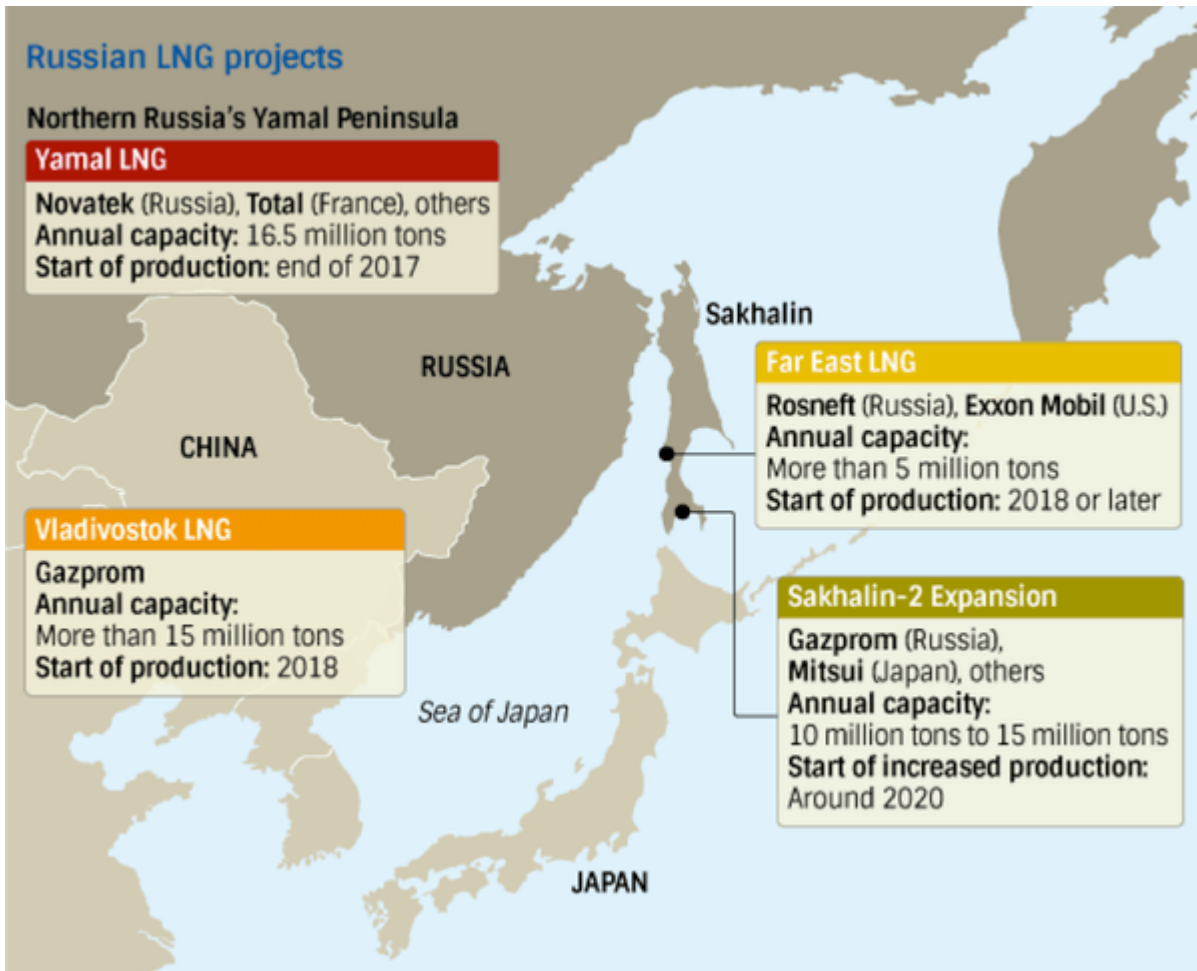 Russian LNG projects
Northern Russia's Yamal Peninsula
Yamal LNG
Novatek (Russia), Total (France), others
Annual capacity: 16.5 million tons
Start of production: end of 2017
Sakhalin
RUSSIA
Far East LNG
Rosneft (Russia), Exxon Mobil (U.S.)
Annual capacity:
More than 5 million tons
Start of production: 2018 or later
CHINA
Vladivostok LNG
Gazprom
Annual capacity:
More than 15 million tons
Start of production: 2018
Sakhalin-2 Expansion
Gazprom (Russia),
Mitsui (Japan), others
Annual capacity:
10 million tons to 15 million tons
Start of increased production:
Around 2020
Sea of Japan
JAPAN